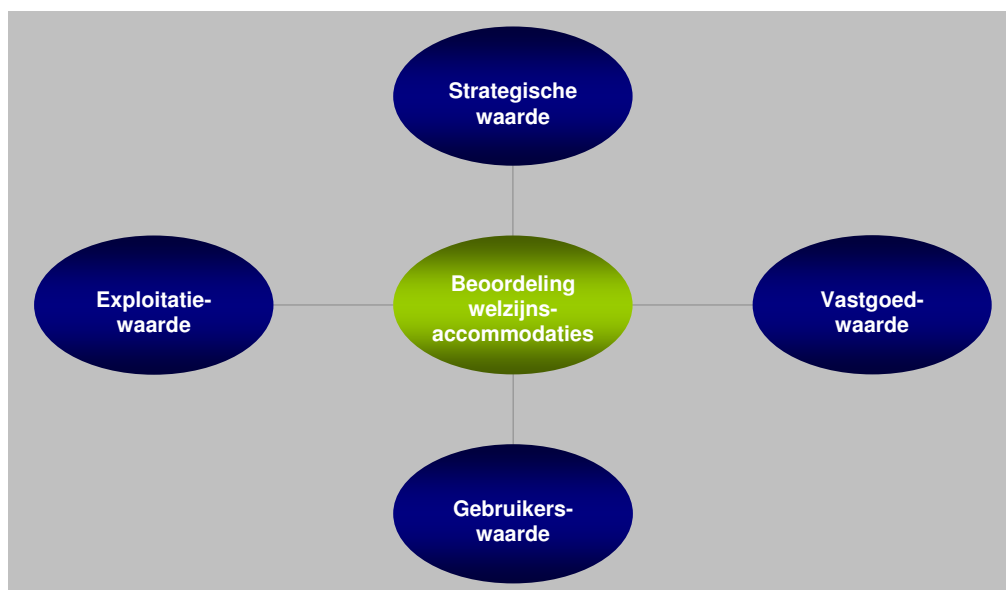 Strategische
waarde
Exploitatie-
waarde
Beoordeling
welzijns-
accommodaties
Vastgoed-
waarde
Gebruikers-
waarde